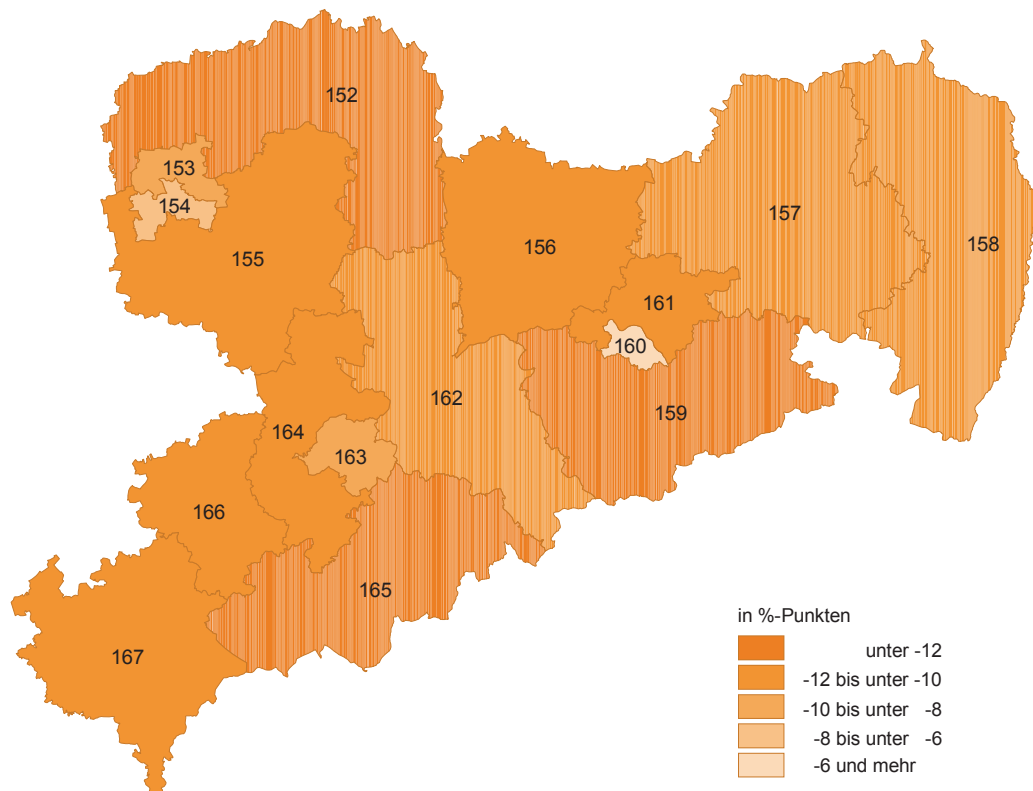 152
153
154
155
156
157
158
161
160
159
162
164
163
166
165
167
in %-Punkten
unter -12
-12 bis unter -10
-10 bis unter -8
-8 bis unter -6
-6 und mehr